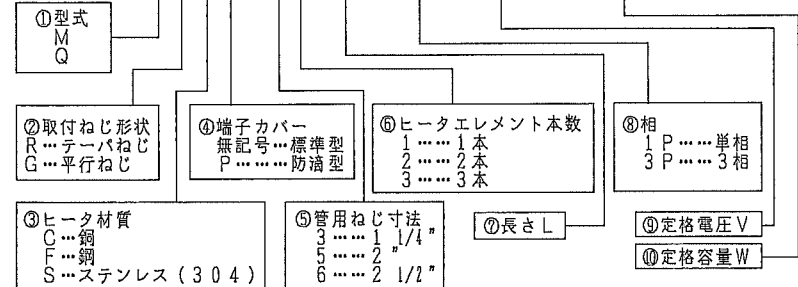 ①型式
M
Q
②取付ねじ形状
R…テーパねじ
G…平行ねじ
④端子カバー
無記号…標準型
P………防滴型
⑥ヒータエレメント本数
1……1本
2……2本
3……3本
⑧相
1P……単相
3P……3相
③ヒータ材質
C…銅
F…鋼
S…ステンレス(304)
⑤管用ねじ寸法
3……1 1/4"
5……2"
6……2 1/2"
⑦長さL
⑨定格電圧V
⑩定格容量W